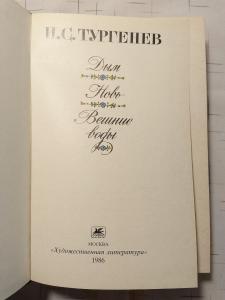 И.С.ТУРГЕНЕВ
Дым
Новь
Вешние
воды
МОСКВА
«Художественная литература»
1986